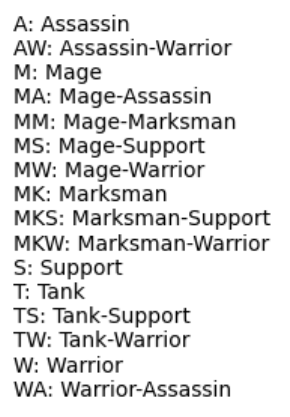 A: Assassin
AW: Assassin-Warrior
M: Mage
MA: Mage-Assassin
MM: Mage-Marksman
MS: Mage-Support
MW: Mage-Warrior
MK: Marksman
MKS: Marksman-Support
MKW: Marksman-Warrior
S: Support
T: Tank
TS: Tank-Support
TW: Tank-Warrior
W: Warrior
WA: Warrior-Assassin